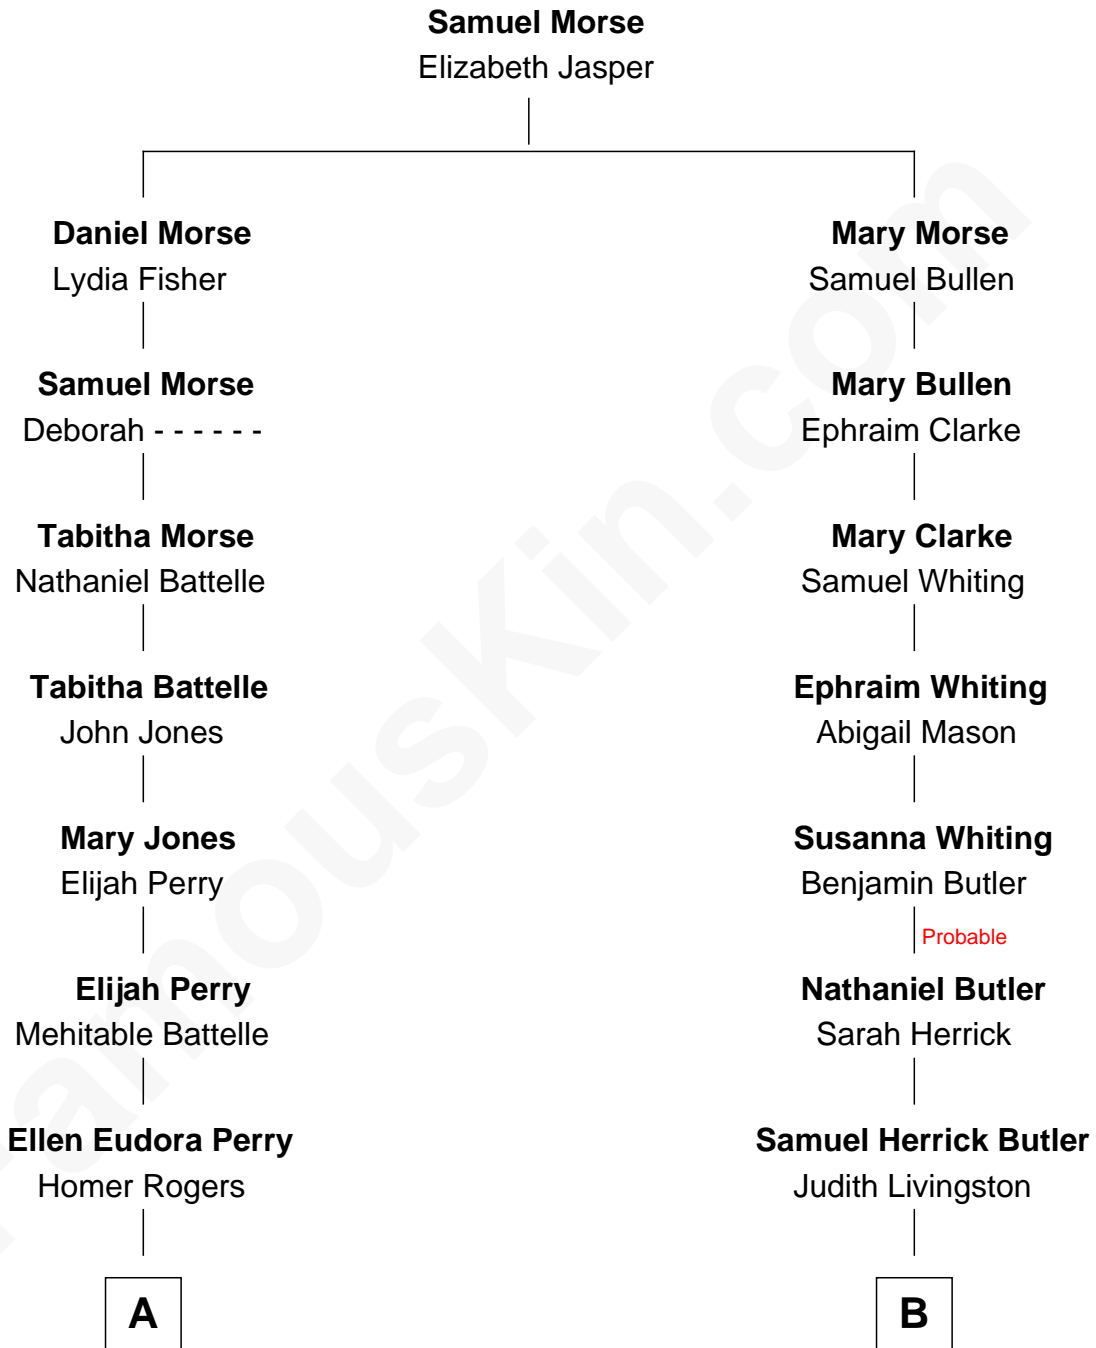 Samuel Morse
Elizabeth Jasper
Daniel Morse
Lydia Fisher
Mary Morse
Samuel Bullen
Samuel Morse
Deborah - - - - - -
Mary Bullen
Ephraim Clarke
Tabitha Morse
Nathaniel Battelle
Mary Clarke
Samuel Whiting
Tabitha Battelle
John Jones
Ephraim Whiting
Abigail Mason
Mary Jones
Elijah Perry
Susanna Whiting
Benjamin Butler
Probable
Elijah Perry
Mehitable Battelle
Nathaniel Butler
Sarah Herrick
Ellen Eudora Perry
Homer Rogers
Samuel Herrick Butler
Judith Livingston
A
B
FamousKin.com